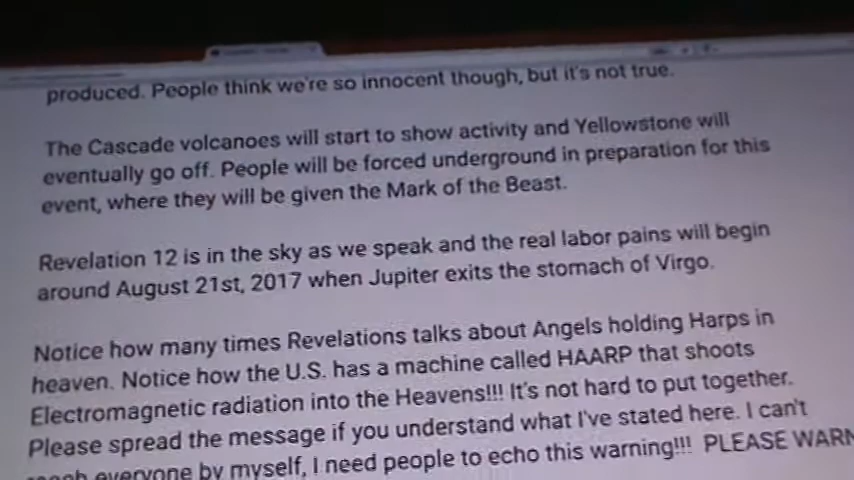 produced. People think we're so innocent though, but it's not true.
The Cascade volcanoes will start to show activity and Yellowstone will
eventually go off. People will be forced underground in preparation for this
event, where they will be given the Mark of the Beast.
Revelation 12 is in the sky as we speak and the real labor pains will begin
around August 21st, 2017 when Jupiter exits the stomach of Virgo.
Notice how many times Revelations talks about Angels holding Harps in
heaven. Notice how the U.S. has a machine called HAARP that shoots
Electromagnetic radiation into the Heavens!!! It's not hard to put together.
Please spread the message if you understand what I've stated here. I can't
everyone by myself, I need people to echo this warning!!! PLEASE WARN